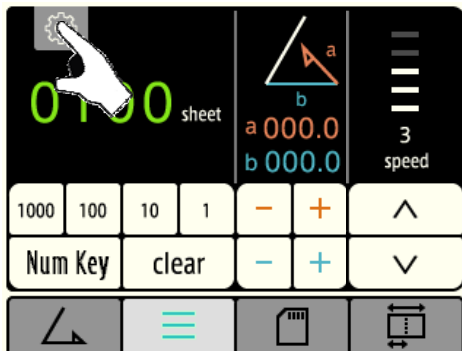 a
b
0100 sheet
a 000.0
b 000.0
3
speed
1000 100 10 1 − +
Num Key clear − +